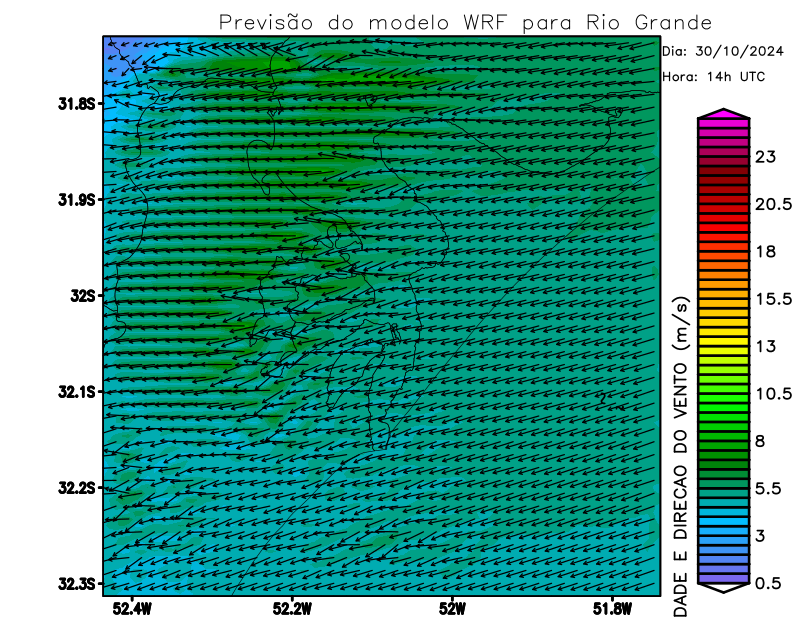 Previsão do modelo WRF para Rio Grande
Dia: 30/10/2024
Hora: 14h UTC
31.8S
31.9S
32S
32.1S
32.2S
32.3S
52.4W
52.2W
52W
51.8W
23
20.5
18
15.5
13
10.5
8
5.5
3
0.5
DADE E DIRECAO DO VENTO (m/s)